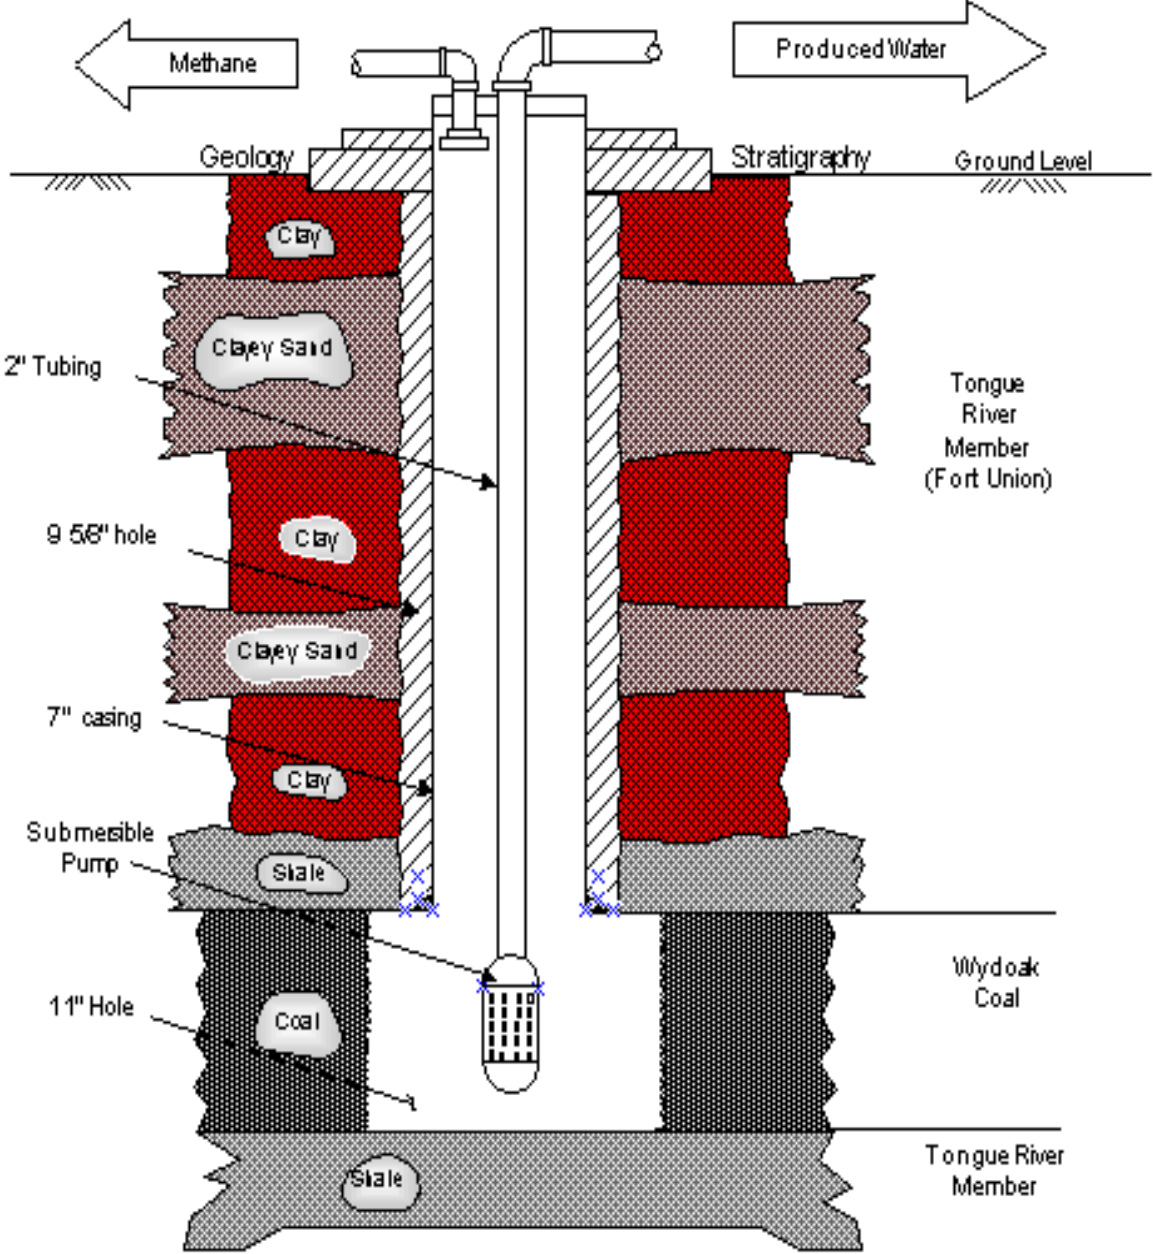 Methane
Produced Water
Geology
Stratigraphy
Ground Level
Clay
Clayey Sand
2" Tubing
Tongue
River
Member
(Fort Union)
9 5/8" hole
Clay
Clayey Sand
7" casing
Clay
Submersible
Pump
Shale
Wydoak
Coal
11" Hole
Coal
Tongue River
Member
Shale